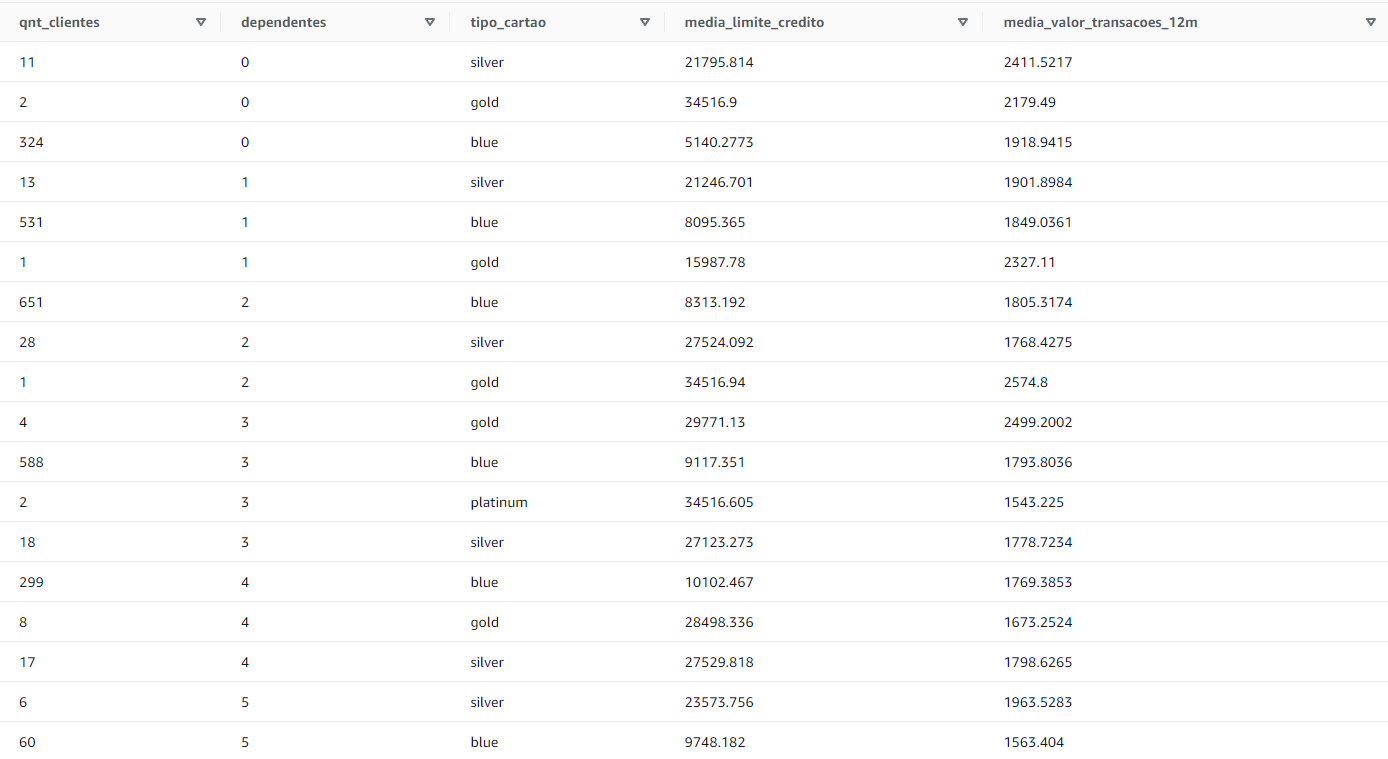 qnt_clientes dependentes tipo_cartao media_limite_credito media_valor_transacoes_12m
11 0 silver 21795.814 2411.5217
2 0 gold 34516.9 2179.49
324 0 blue 5140.2773 1918.9415
13 1 silver 21246.701 1901.8984
531 1 blue 8095.365 1849.0361
1 1 gold 15987.78 2327.11
651 2 blue 8313.192 1805.3174
28 2 silver 27524.092 1768.4275
1 2 gold 34516.94 2574.8
4 3 gold 29771.13 2499.2002
588 3 blue 9117.351 1793.8036
2 3 platinum 34516.605 1543.225
18 3 silver 27123.273 1778.7234
299 4 blue 10102.467 1769.3853
8 4 gold 28498.336 1673.2524
17 4 silver 27529.818 1798.6265
6 5 silver 23573.756 1963.5283
60 5 blue 9748.182 1563.404